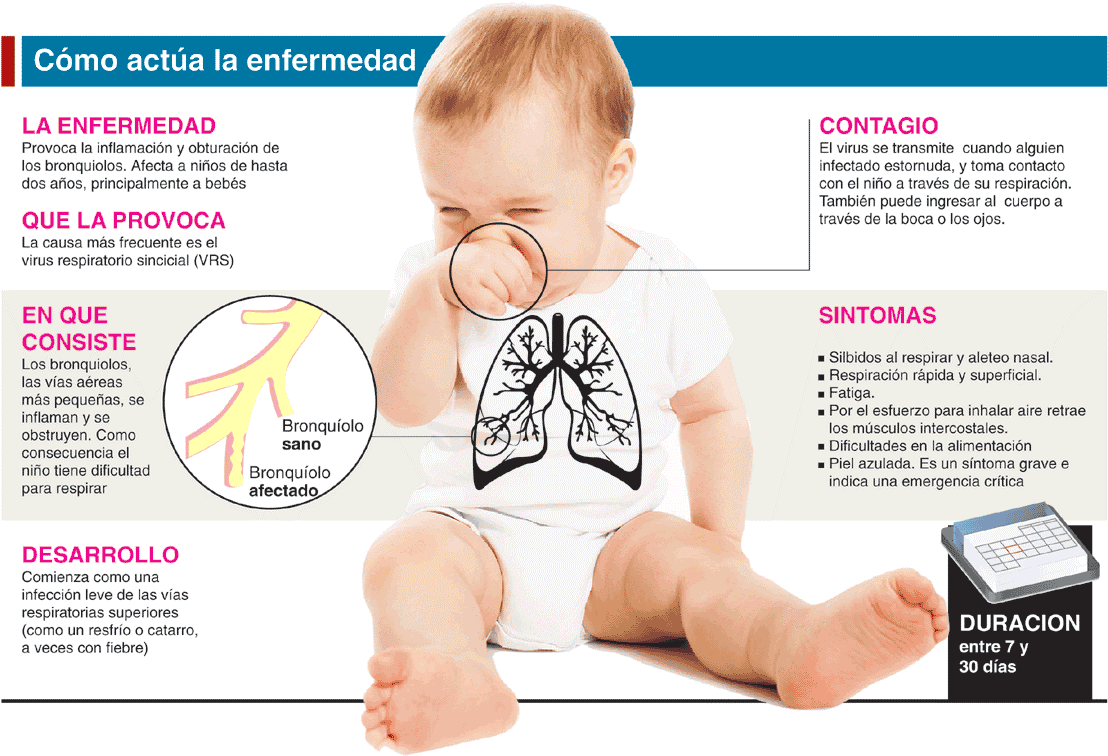 Cómo actúa la enfermedad
LA ENFERMEDAD
Provoca la inflamación y obturación de
los bronquiolos. Afecta a niños de hasta
dos años, principalmente a bebés
QUE LA PROVOCA
La causa más frecuente es el
virus respiratorio sincicial (VRS)
EN QUE
CONSISTE
Los bronquiolos,
las vías aéreas
más pequeñas, se
inflaman y se
obstruyen. Como
consecuencia el
niño tiene dificultad
para respirar
Bronquíolo
sano
Bronquíolo
afectado
DESARROLLO
Comienza como una
infección leve de las vías
respiratorias superiores
(como un resfrío o catarro,
a veces con fiebre)
CONTAGIO
El virus se transmite cuando alguien
infectado estornuda, y toma contacto
con el niño a través de su respiración.
También puede ingresar al cuerpo a
través de la boca o los ojos.
SINTOMAS
▪ Silbidos al respirar y aleteo nasal.
▪ Respiración rápida y superficial.
▪ Fatiga.
▪ Por el esfuerzo para inhalar aire retrae
los músculos intercostales.
▪ Dificultades en la alimentación
▪ Piel azulada. Es un síntoma grave e
indica una emergencia crítica
DURACION
entre 7 y
30 días